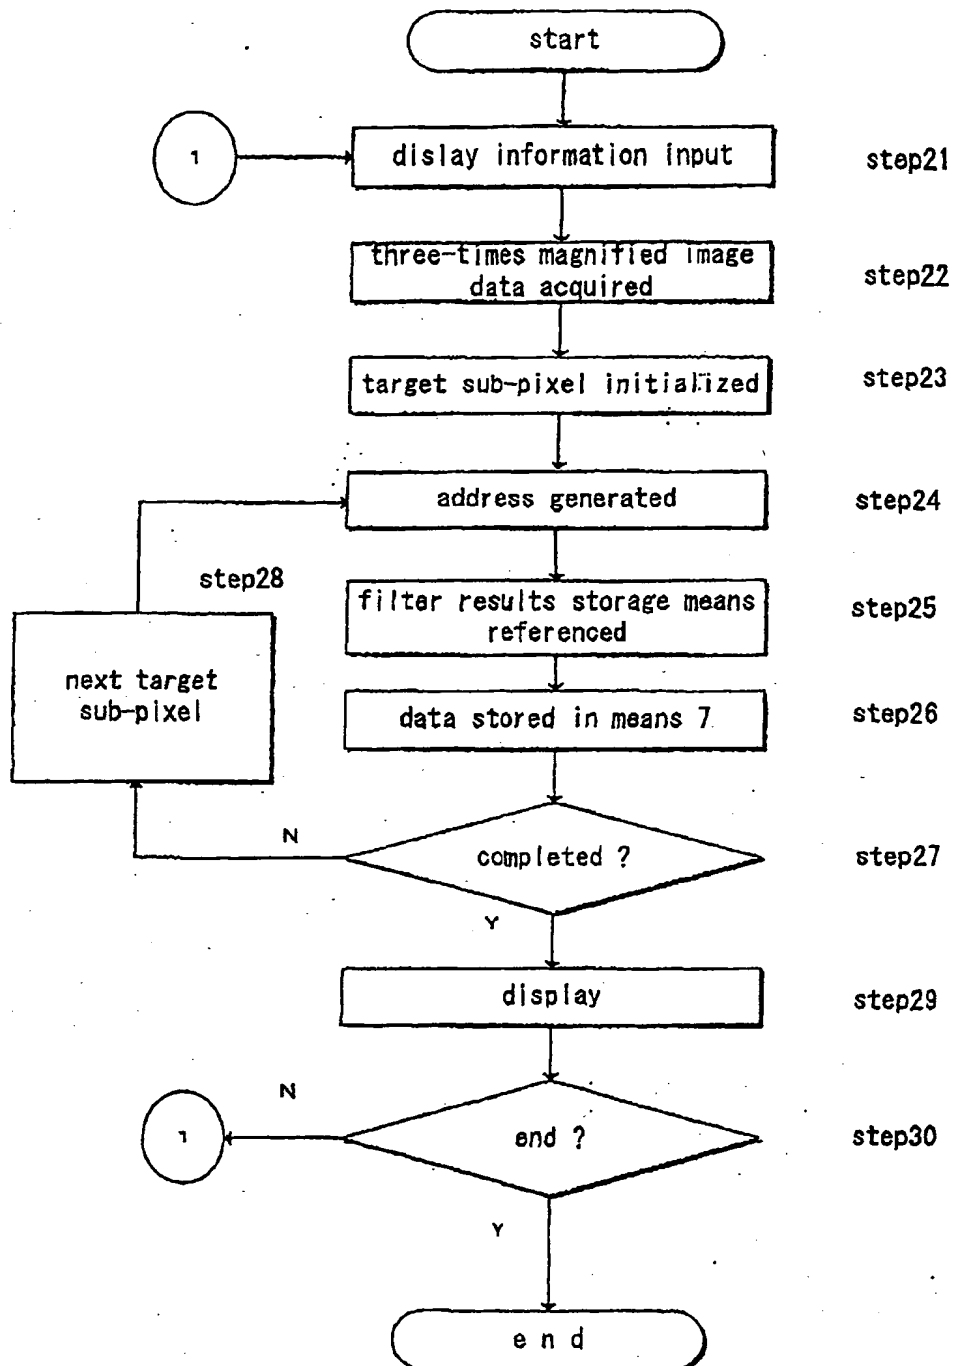 start
1
dislay information input
step21
three-times magnified image
data acquired
step22
target sub-pixel initialized
step23
address generated
step24
step28
filter results storage means
referenced
step25
next target
sub-pixel
data stored in means 7
step26
N
completed ?
step27
Y
display
step29
N
1
end ?
step30
Y
end